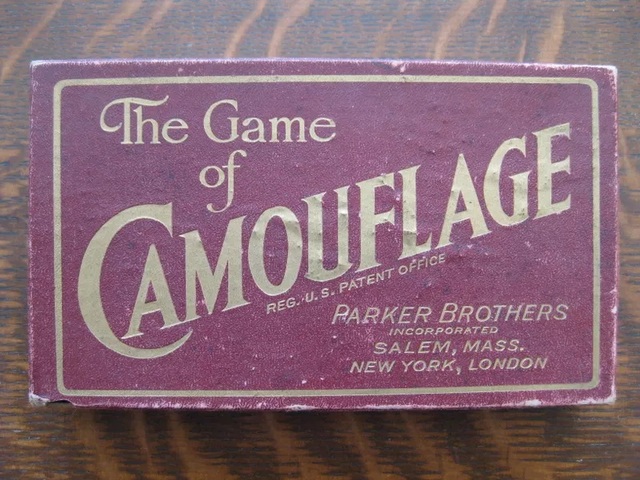 The Game
of
CAMOUFLAGE
REG. U.S. PATENT OFFICE
PARKER BROTHERS
INCORPORATED
SALEM, MASS.
NEW YORK, LONDON